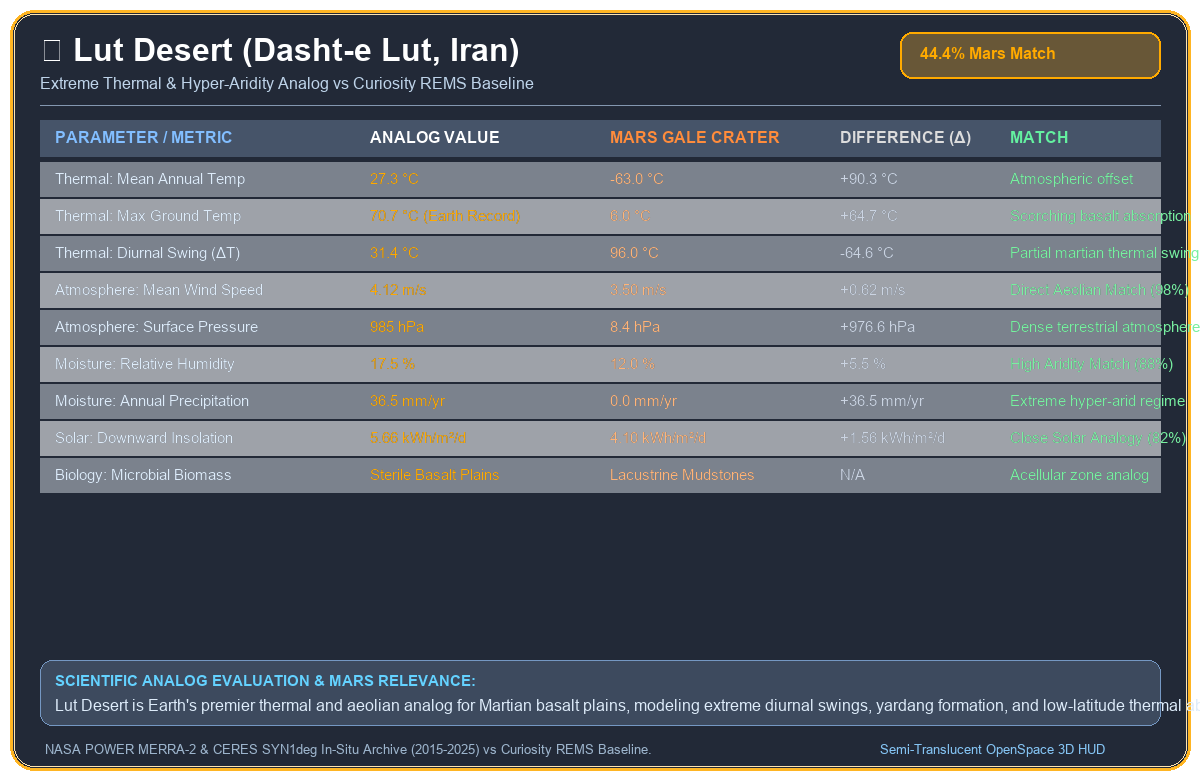 Lut Desert (Dasht-e Lut, Iran)
44.4% Mars Match
Extreme Thermal & Hyper-Aridity Analog vs Curiosity REMS Baseline
PARAMETER / METRIC ANALOG VALUE MARS GALE CRATER DIFFERENCE (Δ) MATCH
Thermal: Mean Annual Temp 27.3 °C -63.0 °C +90.3 °C Atmospheric offset
Thermal: Max Ground Temp 70.7 °C (Earth Record) 6.0 °C +64.7 °C Scorching basalt absorption
Thermal: Diurnal Swing (ΔT) 31.4 °C 96.0 °C -64.6 °C Partial martian thermal swing
Atmosphere: Mean Wind Speed 4.12 m/s 3.50 m/s +0.62 m/s Direct Aeolian Match (98%)
Atmosphere: Surface Pressure 985 hPa 8.4 hPa +976.6 hPa Dense terrestrial atmosphere
Moisture: Relative Humidity 17.5 % 12.0 % +5.5 % High Aridity Match (88%)
Moisture: Annual Precipitation 36.5 mm/yr 0.0 mm/yr +36.5 mm/yr Extreme hyper-arid regime
Solar: Downward Insolation 5.66 kWh/m²/d 4.10 kWh/m²/d +1.56 kWh/m²/d Close Solar Analogy (82%)
Biology: Microbial Biomass Sterile Basalt Plains Lacustrine Mudstones N/A Acellular zone analog
SCIENTIFIC ANALOG EVALUATION & MARS RELEVANCE:
Lut Desert is Earth's premier thermal and aeolian analog for Martian basalt plains, modeling extreme diurnal swings, yardang formation, and low-latitude thermal
NASA POWER MERRA-2 & CERES SYN1deg In-Situ Archive (2015-2025) vs Curiosity REMS Baseline.
Semi-Translucent OpenSpace 3D HUD